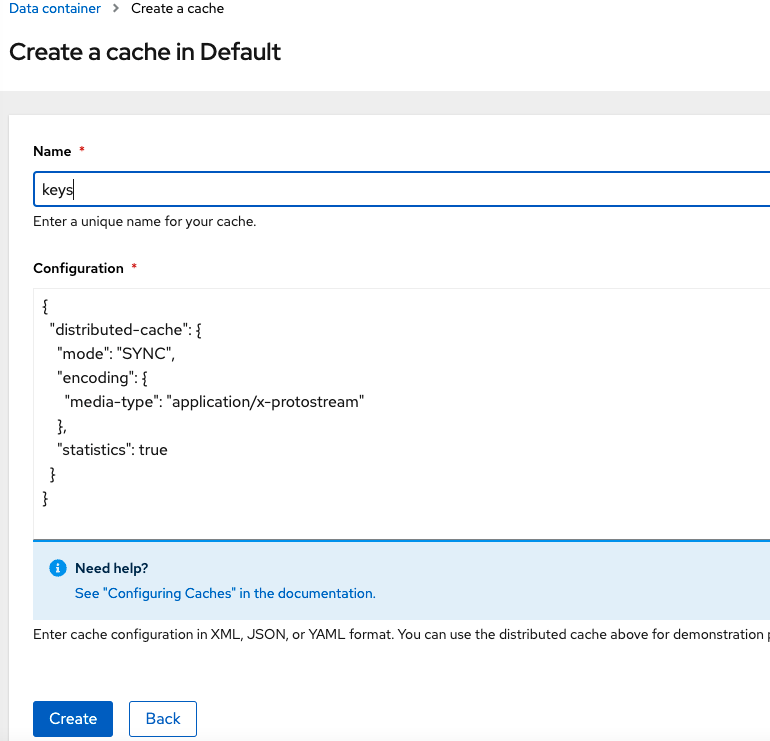 Data container > Create a cache
Create a cache in Default
Name *
keys
Enter a unique name for your cache.
Configuration *
{
"distributed-cache": {
"mode": "SYNC",
"encoding": {
"media-type": "application/x-protostream"
},
"statistics": true
}
}
Need help?
See "Configuring Caches" in the documentation.
Enter cache configuration in XML, JSON, or YAML format. You can use the distributed cache above for demonstration
Create Back